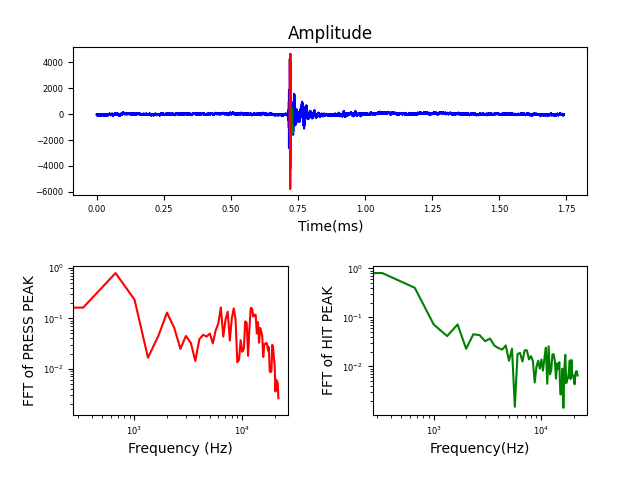 Amplitude
4000
2000
0
−2000
−4000
−6000
0.00 0.25 0.50 0.75 1.00 1.25 1.50 1.75
Time(ms)
FFT of PRESS PEAK
10⁰
10⁻¹
10⁻²
10³ 10⁴
Frequency (Hz)
FFT of HIT PEAK
10⁰
10⁻¹
10⁻²
10³ 10⁴
Frequency(Hz)